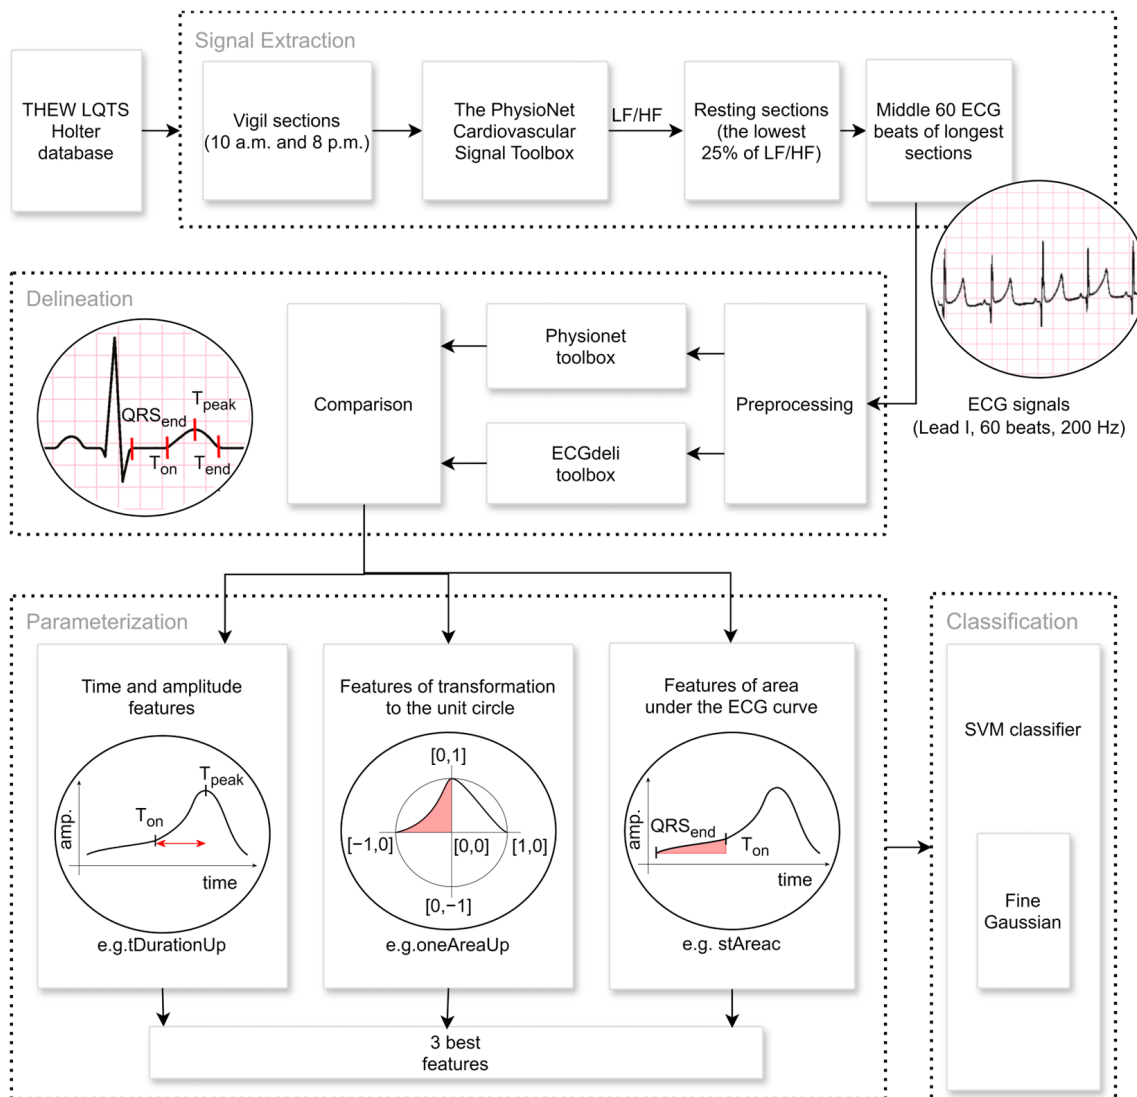 Signal Extraction
THEW LQTS
Holter
database
Vigil sections
(10 a.m. and 8 p.m.)
The PhysioNet
Cardiovascular
Signal Toolbox
LF/HF
Resting sections
(the lowest
25% of LF/HF)
Middle 60 ECG
beats of longest
sections
ECG signals
(Lead I, 60 beats, 200 Hz)
Delineation
QRSend
Tpeak
Ton
Tend
Comparison
Physionet
toolbox
ECGdeli
toolbox
Preprocessing
Parameterization
Time and amplitude
features
Tpeak
Ton
amp.
time
e.g.tDurationUp
Features of transformation
to the unit circle
[0,1]
[−1,0]
[0,0]
[1,0]
[0,−1]
e.g.oneAreaUp
Features of area
under the ECG curve
amp.
QRSend
Ton
time
e.g. stAreac
3 best
features
Classification
SVM classifier
Fine
Gaussian